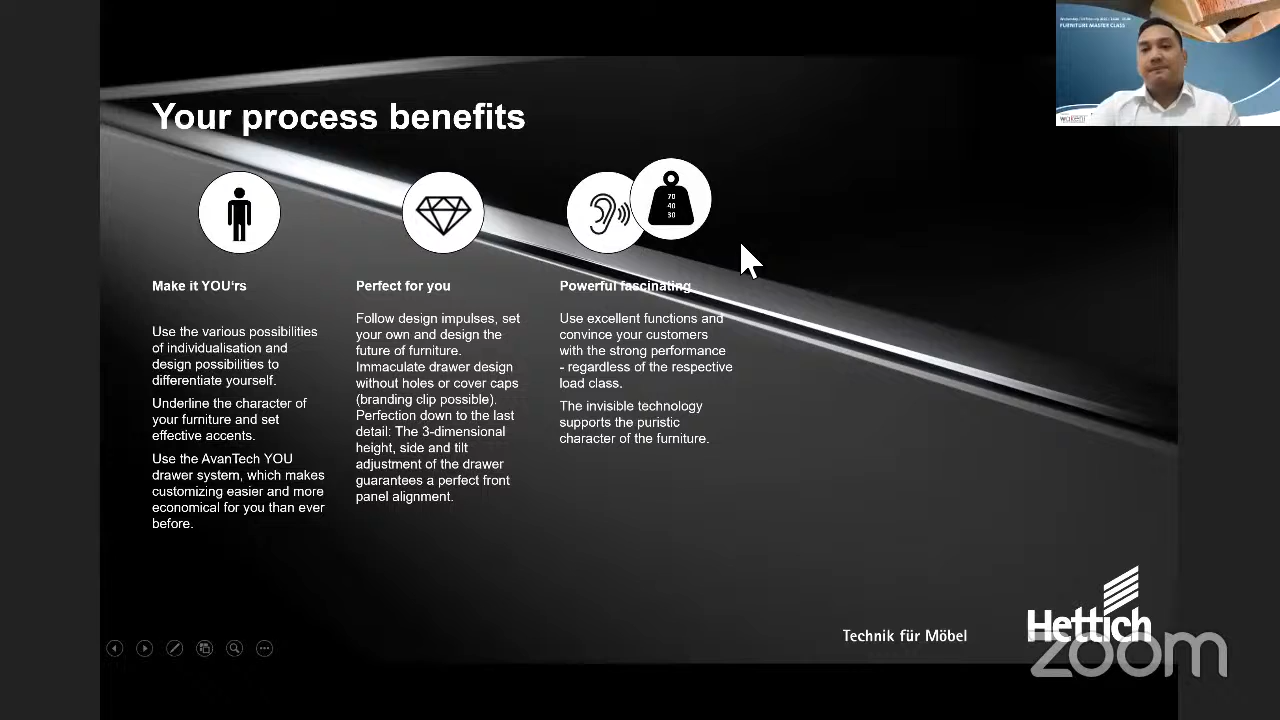 FURNITURE MASTER CLASS
Your process benefits
70
40
30
Make it YOU‘rs
Use the various possibilities
of individualisation and
design possibilities to
differentiate yourself.
Underline the character of
your furniture and set
effective accents.
Use the AvanTech YOU
drawer system, which makes
customizing easier and more
economical for you than ever
before.
Perfect for you
Follow design impulses, set
your own and design the
future of furniture.
Immaculate drawer design
without holes or cover caps
(branding clip possible).
Perfection down to the last
detail: The 3-dimensional
height, side and tilt
adjustment of the drawer
guarantees a perfect front
panel alignment.
Powerful fascinating
Use excellent functions and
convince your customers
with the strong performance
- regardless of the respective
load class.
The invisible technology
supports the puristic
character of the furniture.
Technik für Möbel
Hettich
zoom